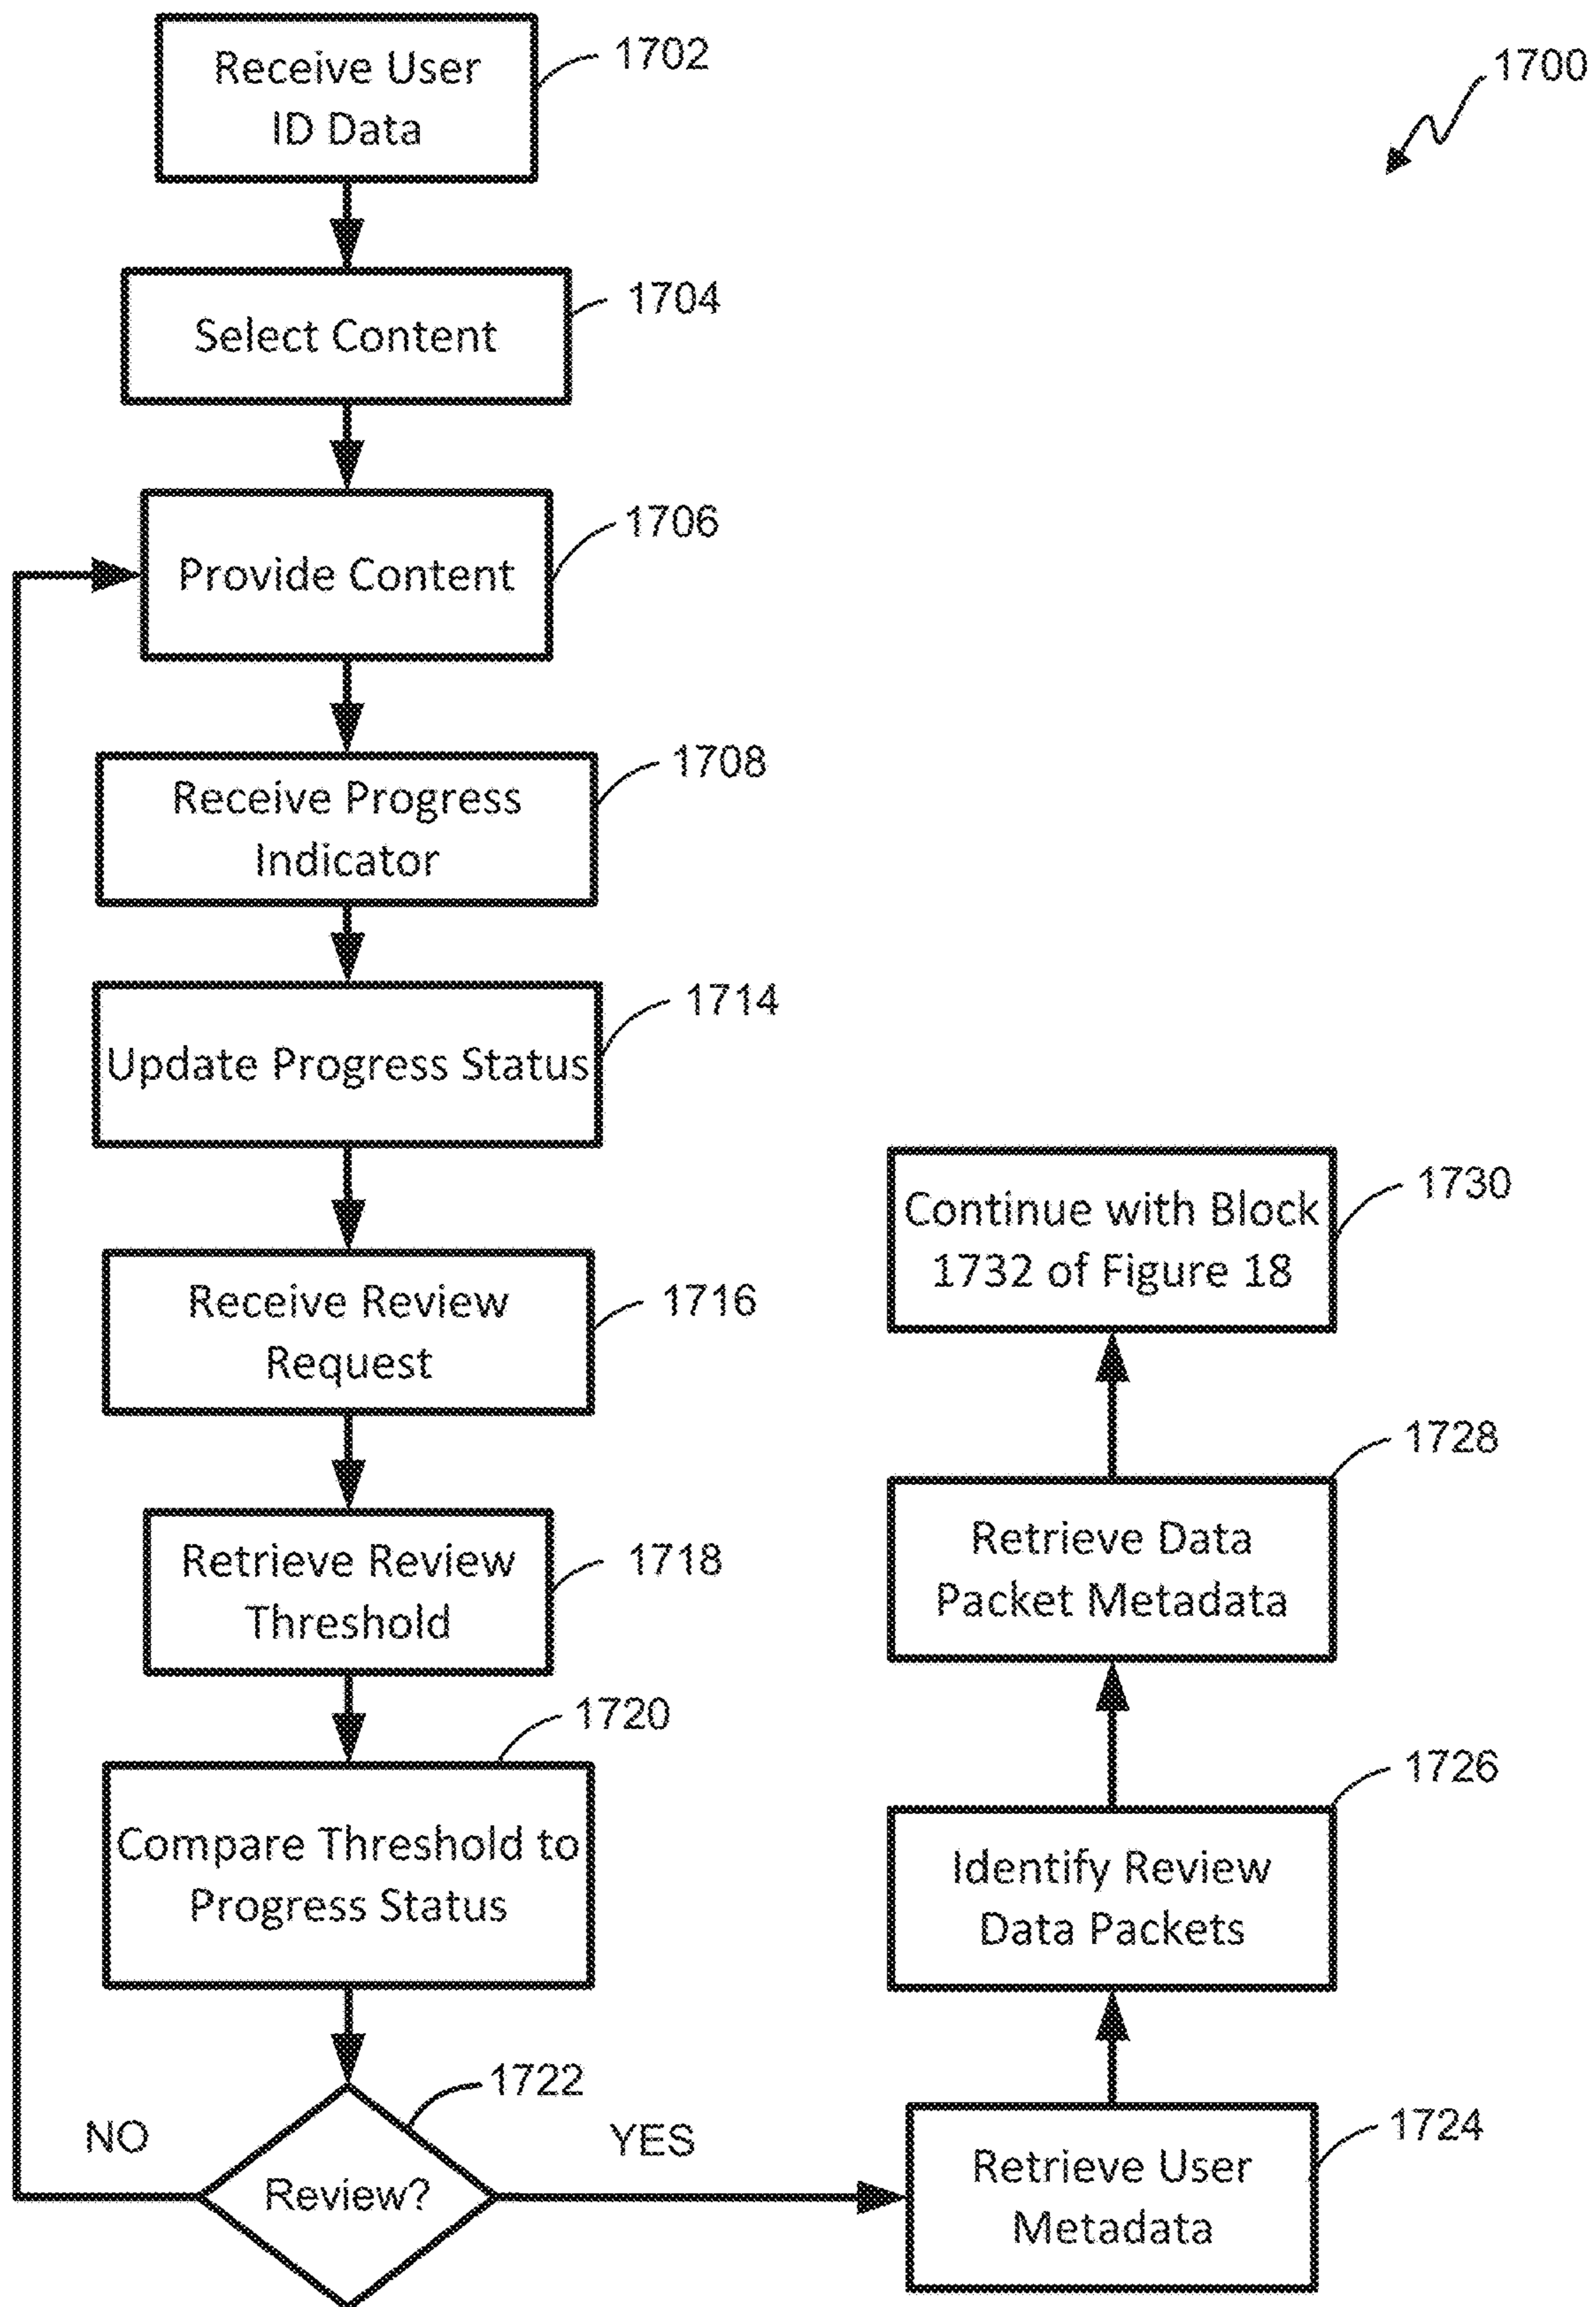 Receive User
ID Data
1702
1700
Select Content
1704
Provide Content
1706
Receive Progress
Indicator
1708
Update Progress Status
1714
Receive Review
Request
1716
Retrieve Review
Threshold
1718
Compare Threshold to
Progress Status
1720
Review?
1722
NO
YES
Retrieve User
Metadata
1724
Identify Review
Data Packets
1726
Retrieve Data
Packet Metadata
1728
Continue with Block
1732 of Figure 18
1730